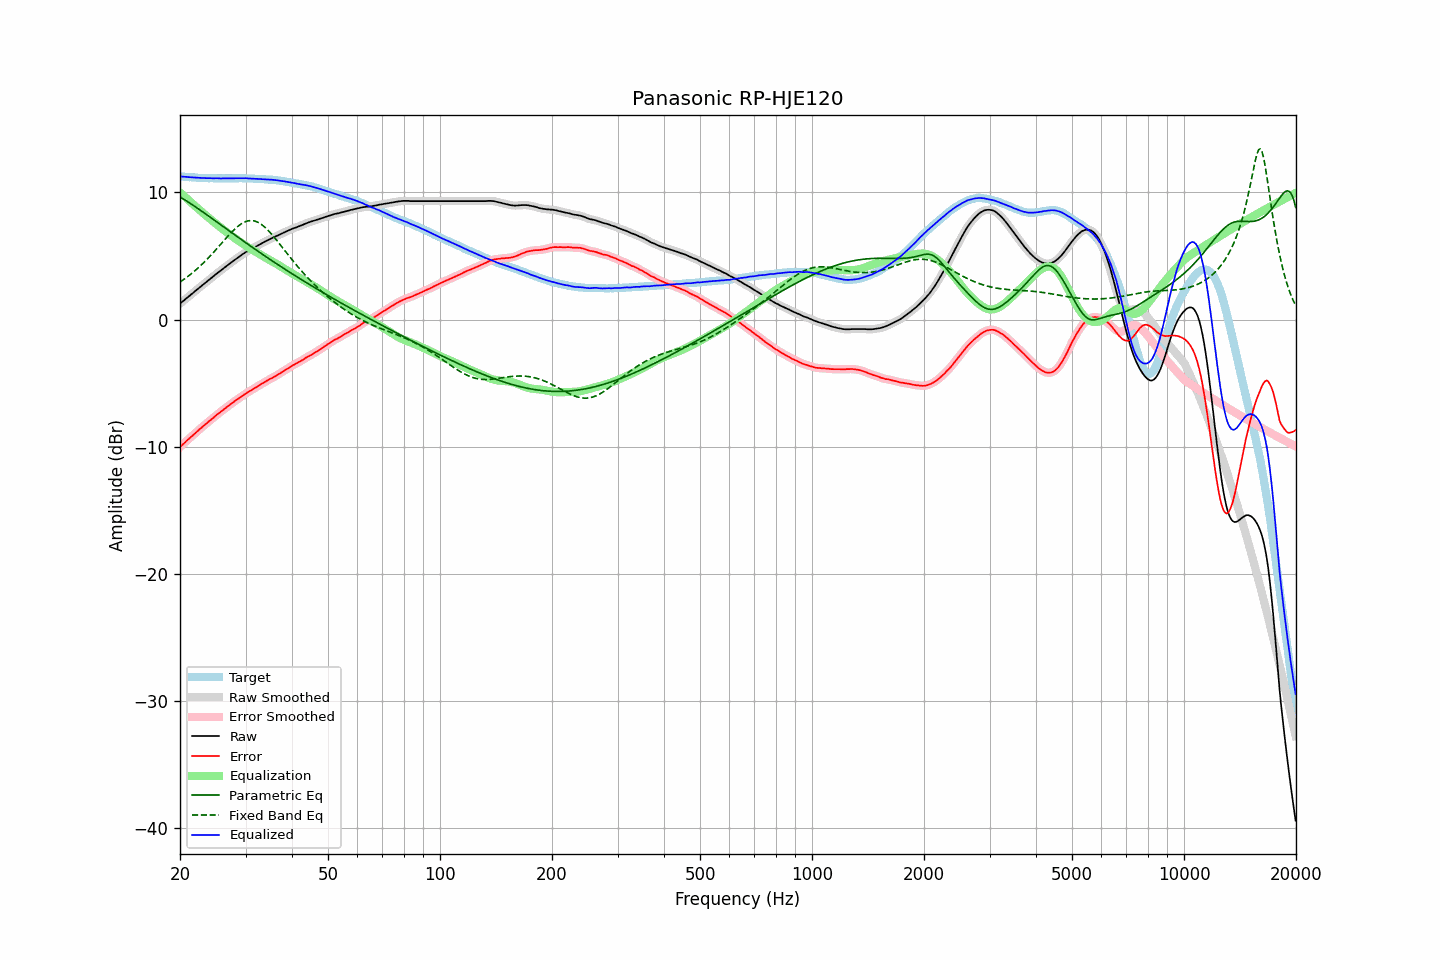 Panasonic RP-HJE120
Amplitude (dBr)
10
0
−10
−20
−30
−40
Target
Raw Smoothed
Error Smoothed
Raw
Error
Equalization
Parametric Eq
Fixed Band Eq
Equalized
20 50 100 200 500 1000 2000 5000 10000 20000
Frequency (Hz)